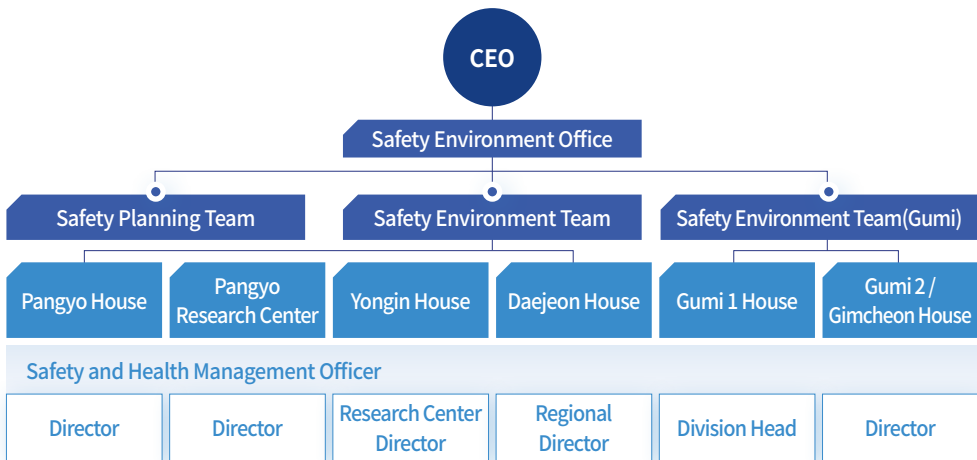 CEO
Safety Environment Office
Safety Planning Team
Safety Environment Team
Safety Environment Team(Gumi)
Pangyo House
Pangyo
Research Center
Yongin House
Daejeon House
Gumi 1 House
Gumi 2 /
Gimcheon House
Safety and Health Management Officer
Director
Director
Research Center
Director
Regional
Director
Division Head
Director